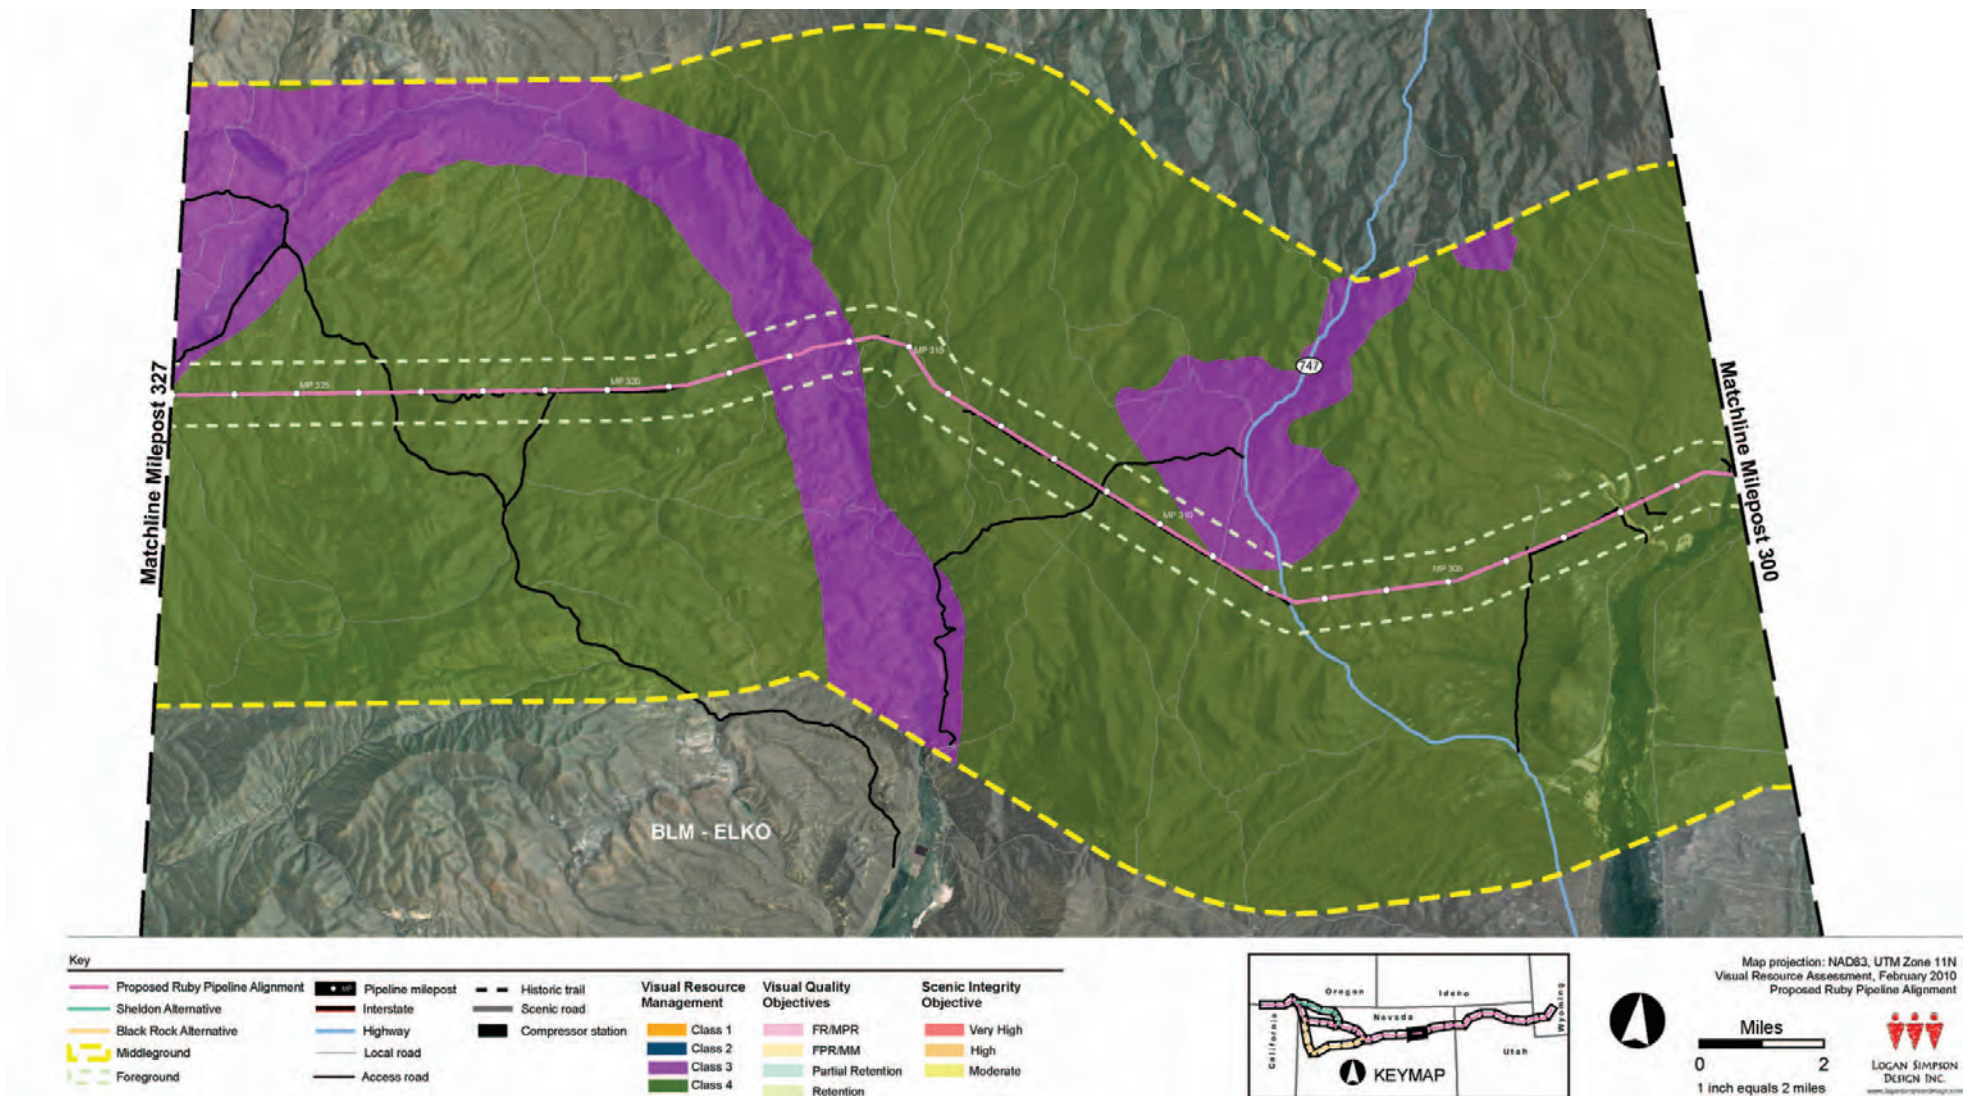 MP 315
747
MP 325
MP 320
Matchline Milepost 327
Matchline Milepost 300
MP 310
MP 305
BLM - ELKO
Key
Proposed Ruby Pipeline Alignment
Sheldon Alternative
Black Rock Alternative
Middleground
Foreground
MP Pipeline milepost
Interstate
Highway
Local road
Access road
Historic trail
Scenic road
Compressor station
Visual Resource
Management
Class 1
Class 2
Class 3
Class 4
Visual Quality
Objectives
FR/MPR
FPR/MM
Partial Retention
Retention
Scenic Integrity
Objective
Very High
High
Moderate
Oregon
Idaho
Wyoming
Nevada
California
Utah
KEYMAP
Map projection: NAD83, UTM Zone 11N
Visual Resource Assessment, February 2010
Proposed Ruby Pipeline Alignment
Miles
0 2
1 inch equals 2 miles
LOGAN SIMPSON
DESIGN INC.
www.logansimpsondesign.com